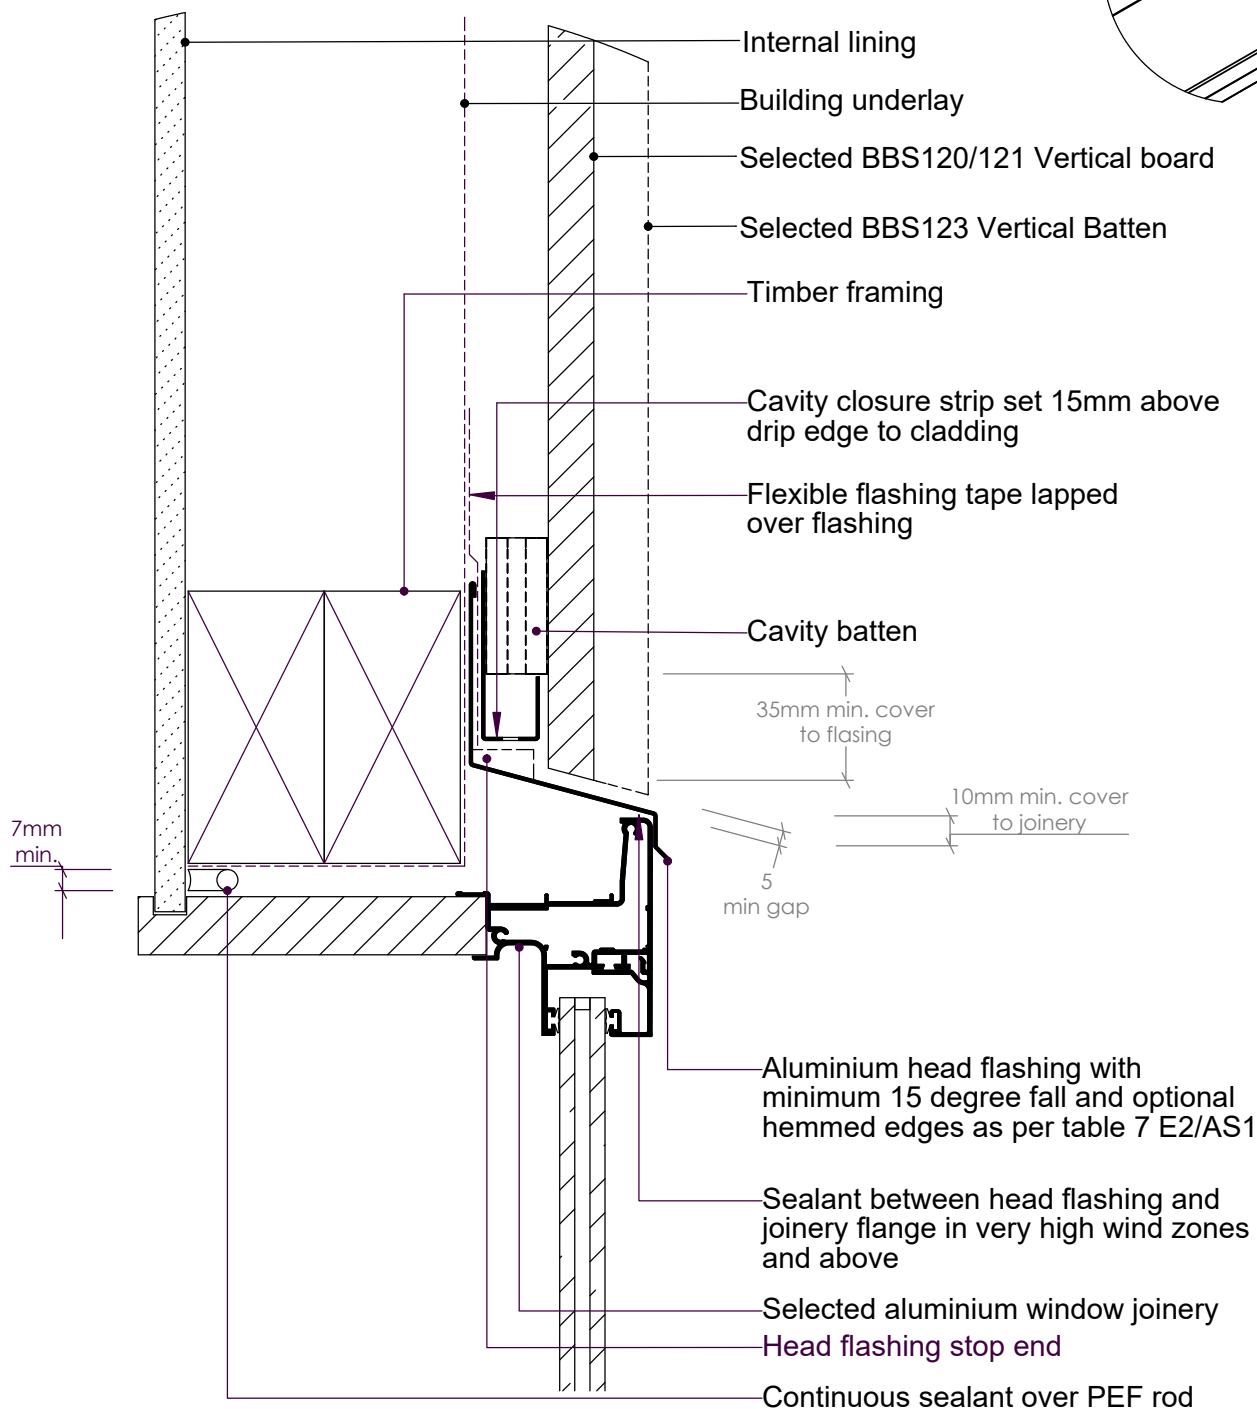 Internal lining
Building underlay
Selected BBS120/121 Vertical board
Selected BBS123 Vertical Batten
Timber framing
Cavity closure strip set 15mm above
drip edge to cladding
Flexible flashing tape lapped
over flashing
Cavity batten
35mm min. cover
to flasing
10mm min. cover
to joinery
7mm
min.
5
min gap
Aluminium head flashing with
minimum 15 degree fall and optional
hemmed edges as per table 7 E2/AS1
Sealant between head flashing and
joinery flange in very high wind zones
and above
Selected aluminium window joinery
Head flashing stop end
Continuous sealant over PEF rod